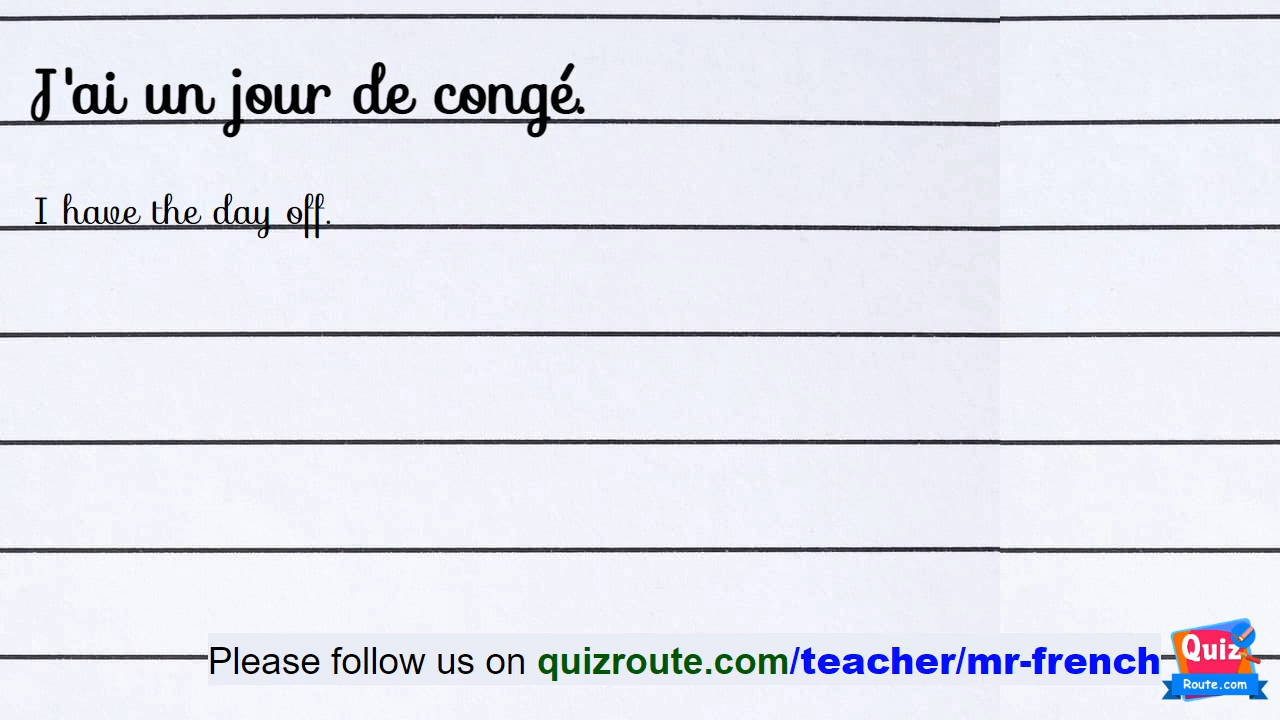 J'ai un jour de congé.
I have the day off.
Please follow us on quizroute.com/teacher/mr-french
Quiz
Route.com